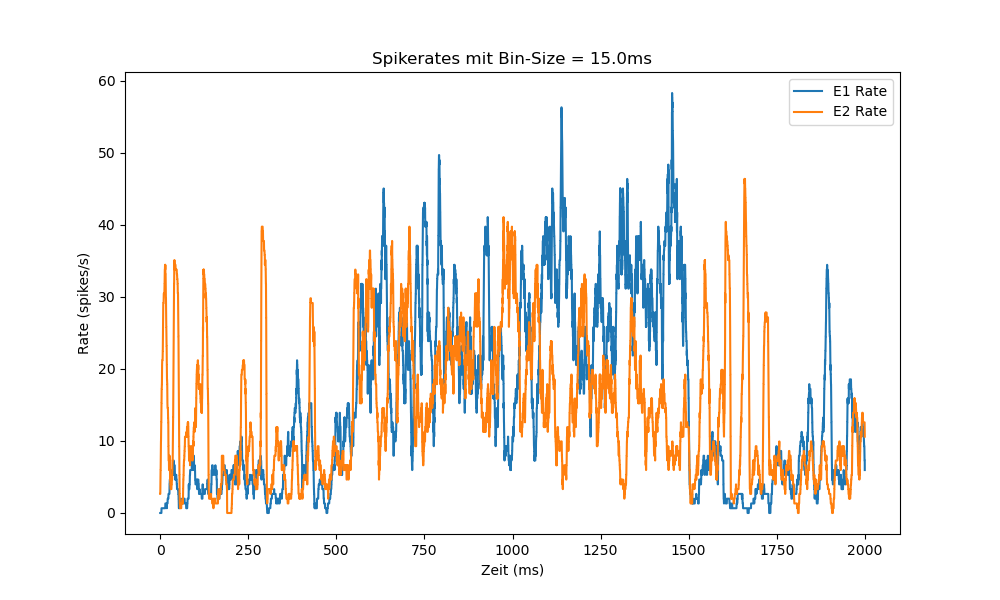 Spikerates mit Bin-Size = 15.0ms
E1 Rate
E2 Rate
60
50
40
30
20
10
0
Rate (spikes/s)
0 250 500 750 1000 1250 1500 1750 2000
Zeit (ms)